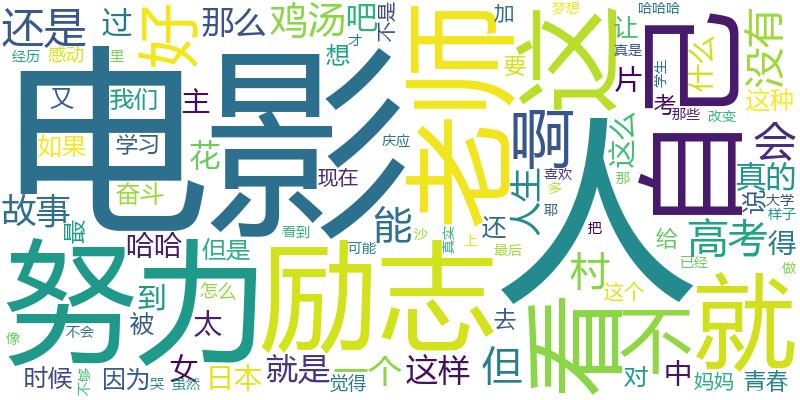 还是
过
好
那么
鸡汤
吧
不是
加
这
梦想
让
哈哈哈
己
没有
经历
感动
里
想
才
老师
要
真是
片
什么
学生
考
这种
电影
又
我们
主
那些
改变
如果
学习
花
啊
人
自
会
奋斗
现在
庆应
人生
喜欢
多
这么
那
真的
说
大学
样子
故事
最
哈哈
但是
能
还
耶
把
给
高考
得
看到
沙
真实
上
可能
最后
村
已经
做
努力
到
怎么
励志
看
不
就
这个
像
不会
被
太
去
时候
不够
因为
哭
女
虽然
日本
就是
一个
觉得
这样
但
对
中
妈妈
青春